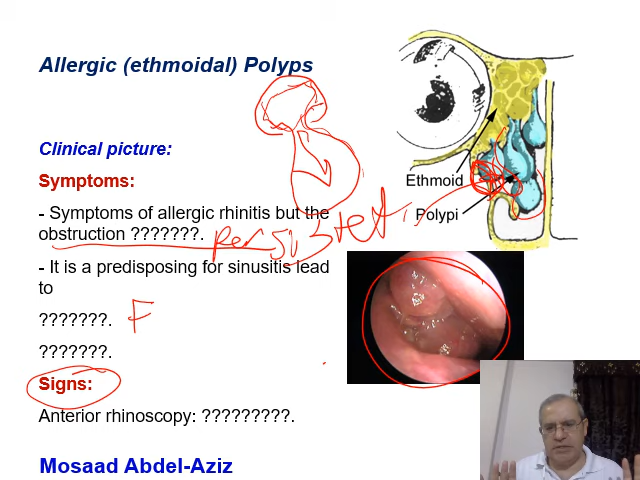 Allergic (ethmoidal) Polyps
Clinical picture:
Symptoms:
- Symptoms of allergic rhinitis but the
obstruction ???????.
- It is a predisposing for sinusitis lead
to
???????.
F
???????.
Signs:
Anterior rhinoscopy: ?????????.
Mosaad Abdel-Aziz
Ethmoid
Polypi